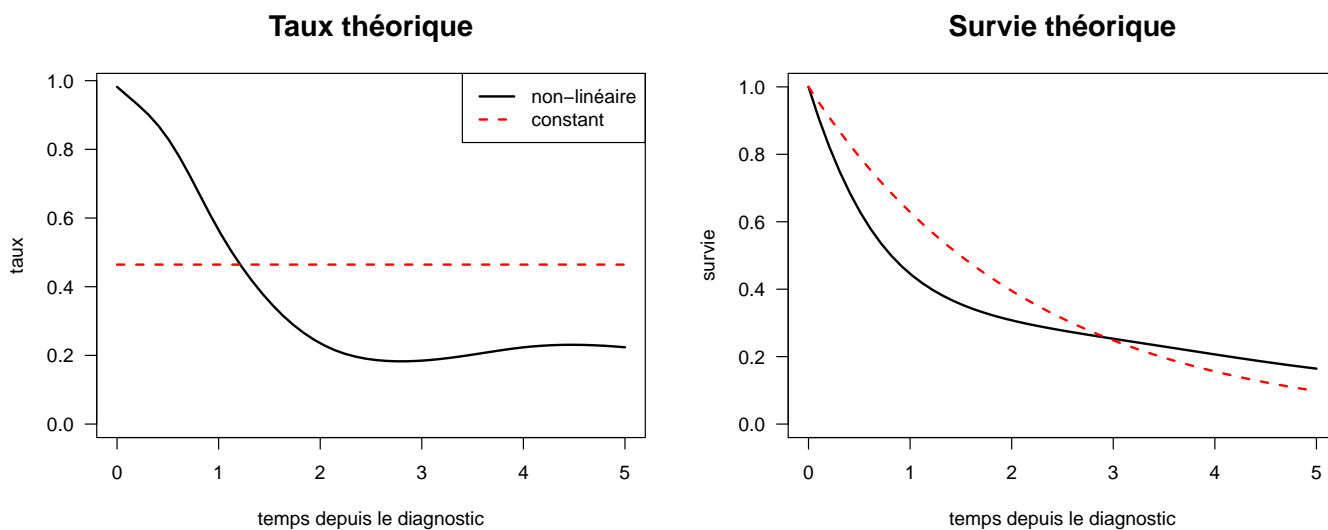 Taux théorique
taux
1.0
0.8
0.6
0.4
0.2
0.0
non−linéaire
constant
0 1 2 3 4 5
temps depuis le diagnostic
Survie théorique
survie
1.0
0.8
0.6
0.4
0.2
0.0
0 1 2 3 4 5
temps depuis le diagnostic